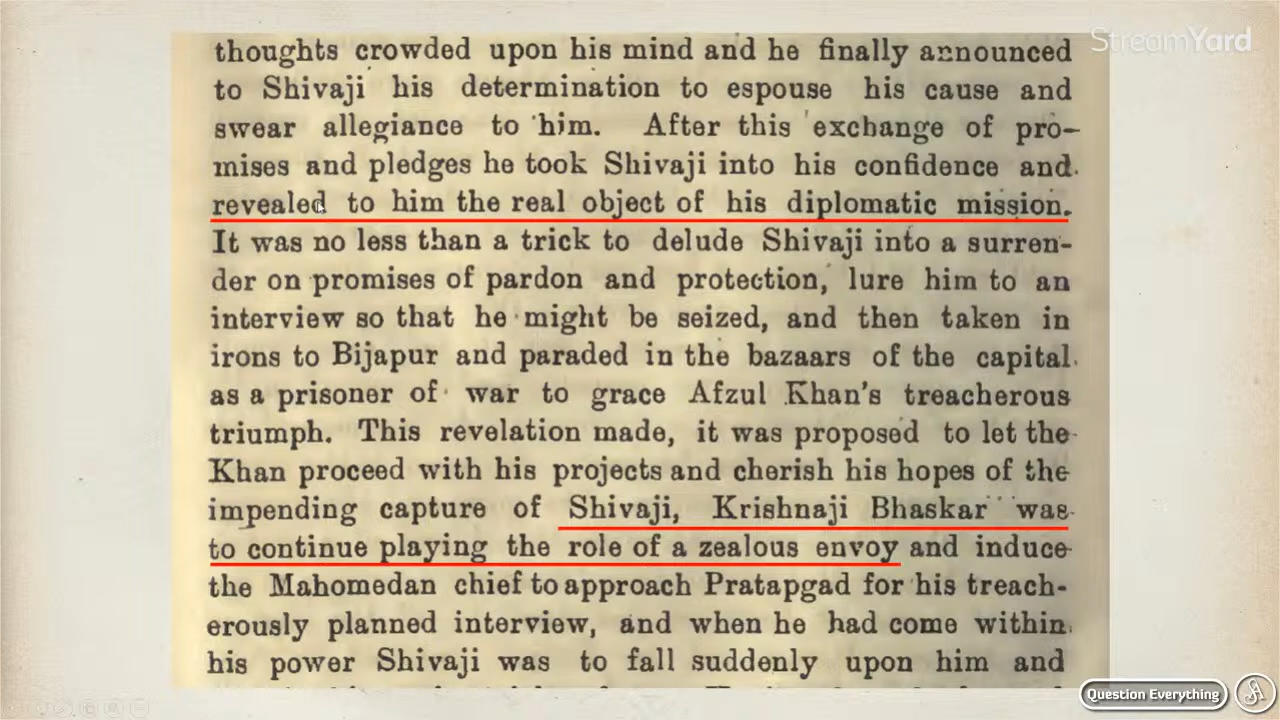 StreamYard
thoughts crowded upon his mind and he finally announced
to Shivaji his determination to espouse his cause and
swear allegiance to him. After this exchange of pro-
mises and pledges he took Shivaji into his confidence and
revealed to him the real object of his diplomatic mission.
It was no less than a trick to delude Shivaji into a surren-
der on promises of pardon and protection, lure him to an
interview so that he might be seized, and then taken in
irons to Bijapur and paraded in the bazaars of the capital
as a prisoner of war to grace Afzul Khan's treacherous
triumph. This revelation made, it was proposed to let the
Khan proceed with his projects and cherish his hopes of the
impending capture of Shivaji, Krishnaji Bhaskar was
to continue playing the role of a zealous envoy and induce
the Mahomedan chief to approach Pratapgad for his treach-
erously planned interview, and when he had come within
his power Shivaji was to fall suddenly upon him and
Question Everything